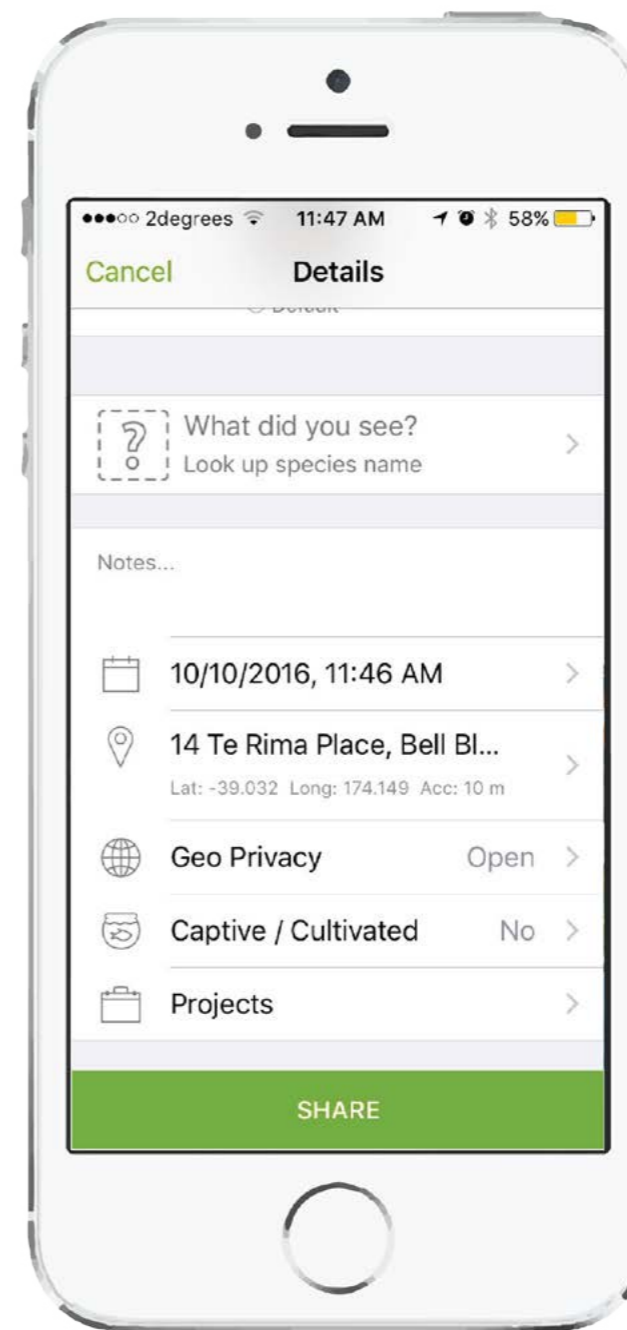 2degrees 11:47 AM 58%
Cancel Details
Default
What did you see?
Look up species name
Notes...
10/10/2016, 11:46 AM
14 Te Rima Place, Bell Bl...
Lat: -39.032 Long: 174.149 Acc: 10 m
Geo Privacy Open
Captive / Cultivated No
Projects
SHARE